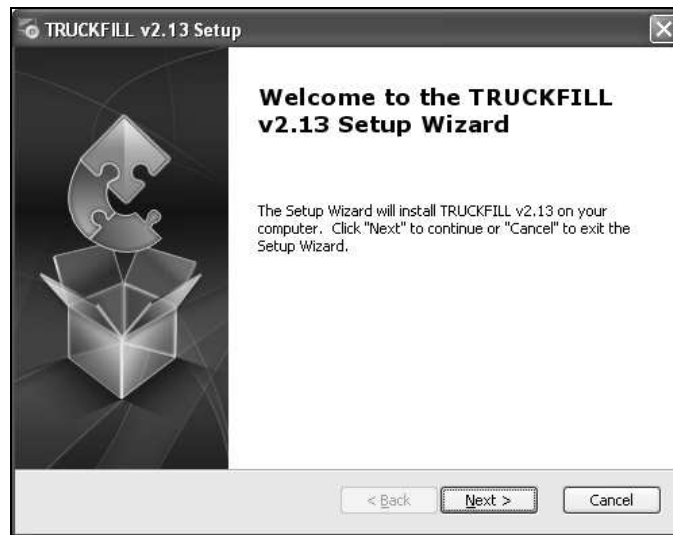 TRUCKFILL v2.13 Setup
Welcome to the TRUCKFILL
v2.13 Setup Wizard
The Setup Wizard will install TRUCKFILL v2.13 on your
computer. Click "Next" to continue or "Cancel" to exit the
Setup Wizard.
< Back Next > Cancel